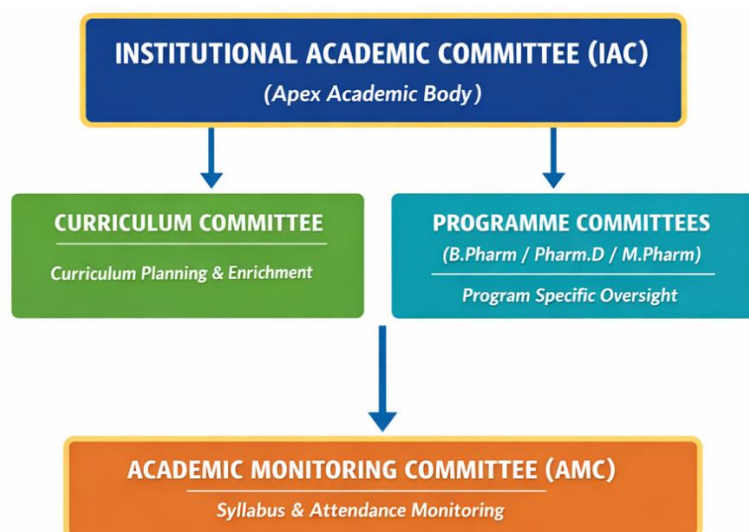 INSTITUTIONAL ACADEMIC COMMITTEE (IAC)
(Apex Academic Body)
CURRICULUM COMMITTEE
Curriculum Planning & Enrichment
PROGRAMME COMMITTEES
(B.Pharm / Pharm.D / M.Pharm)
Program Specific Oversight
ACADEMIC MONITORING COMMITTEE (AMC)
Syllabus & Attendance Monitoring